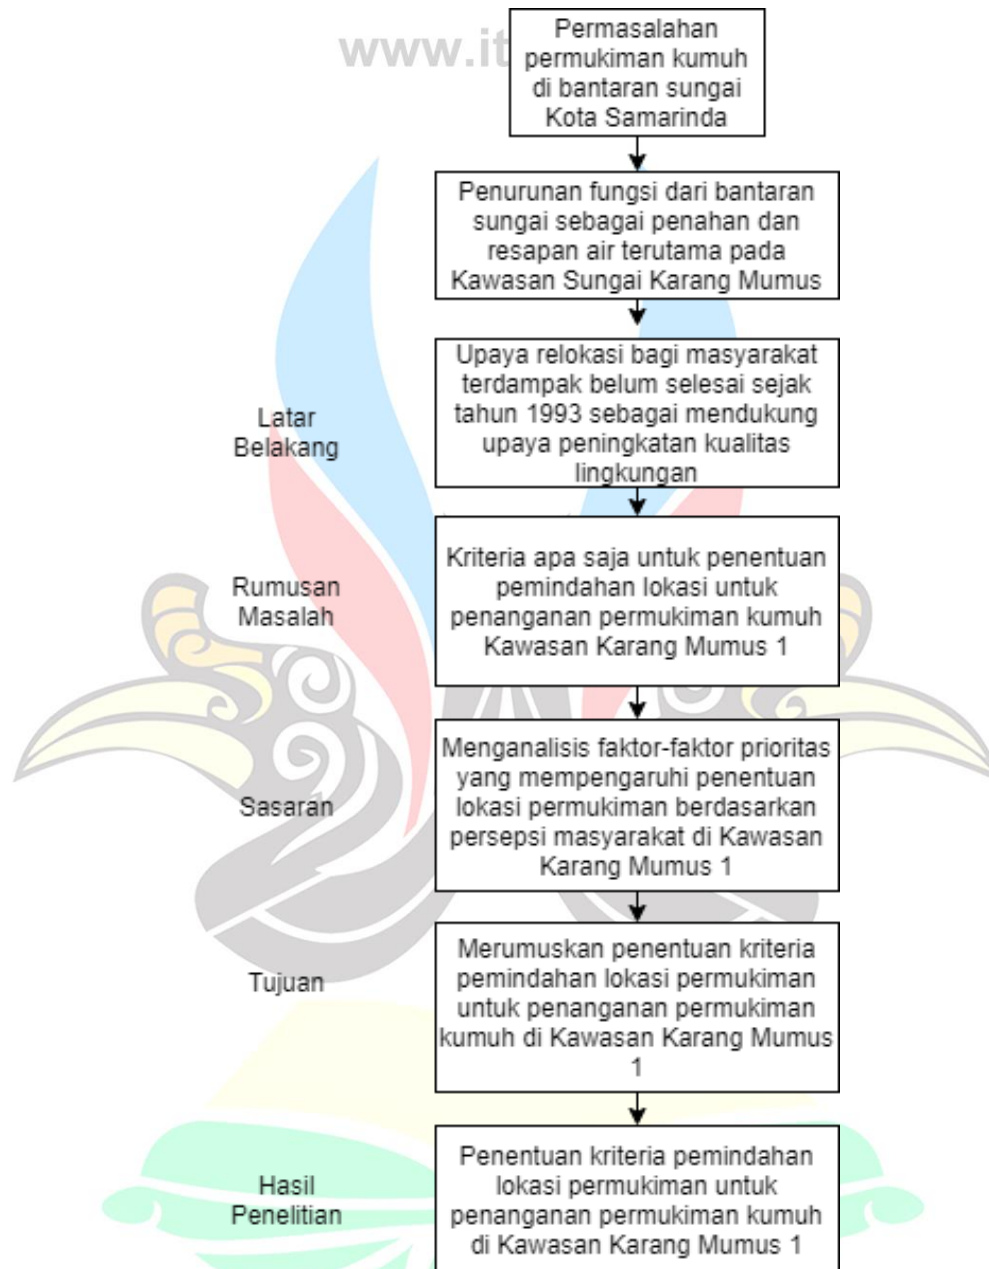 www.it
Permasalahan
permukiman kumuh
di bantaran sungai
Kota Samarinda
Penurunan fungsi dari bantaran
sungai sebagai penahan dan
resapan air terutama pada
Kawasan Sungai Karang Mumus
Latar
Belakang
Upaya relokasi bagi masyarakat
terdampak belum selesai sejak
tahun 1993 sebagai mendukung
upaya peningkatan kualitas
lingkungan
Rumusan
Masalah
Kriteria apa saja untuk penentuan
pemindahan lokasi untuk
penanganan permukiman kumuh
Kawasan Karang Mumus 1
Sasaran
Menganalisis faktor-faktor prioritas
yang mempengaruhi penentuan
lokasi permukiman berdasarkan
persepsi masyarakat di Kawasan
Karang Mumus 1
Tujuan
Merumuskan penentuan kriteria
pemindahan lokasi permukiman
untuk penanganan permukiman
kumuh di Kawasan Karang Mumus
1
Hasil
Penelitian
Penentuan kriteria pemindahan
lokasi permukiman untuk
penanganan permukiman kumuh
di Kawasan Karang Mumus 1